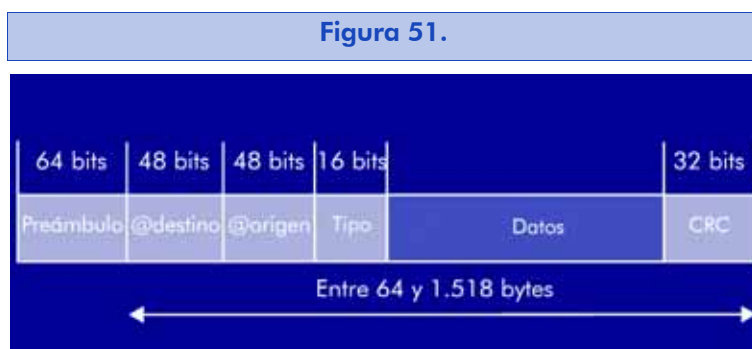 Figura 51.
64 bits 48 bits 48 bits 16 bits 32 bits
Preámbulo @destino @origen Tipo Datos CRC
Entre 64 y 1.518 bytes